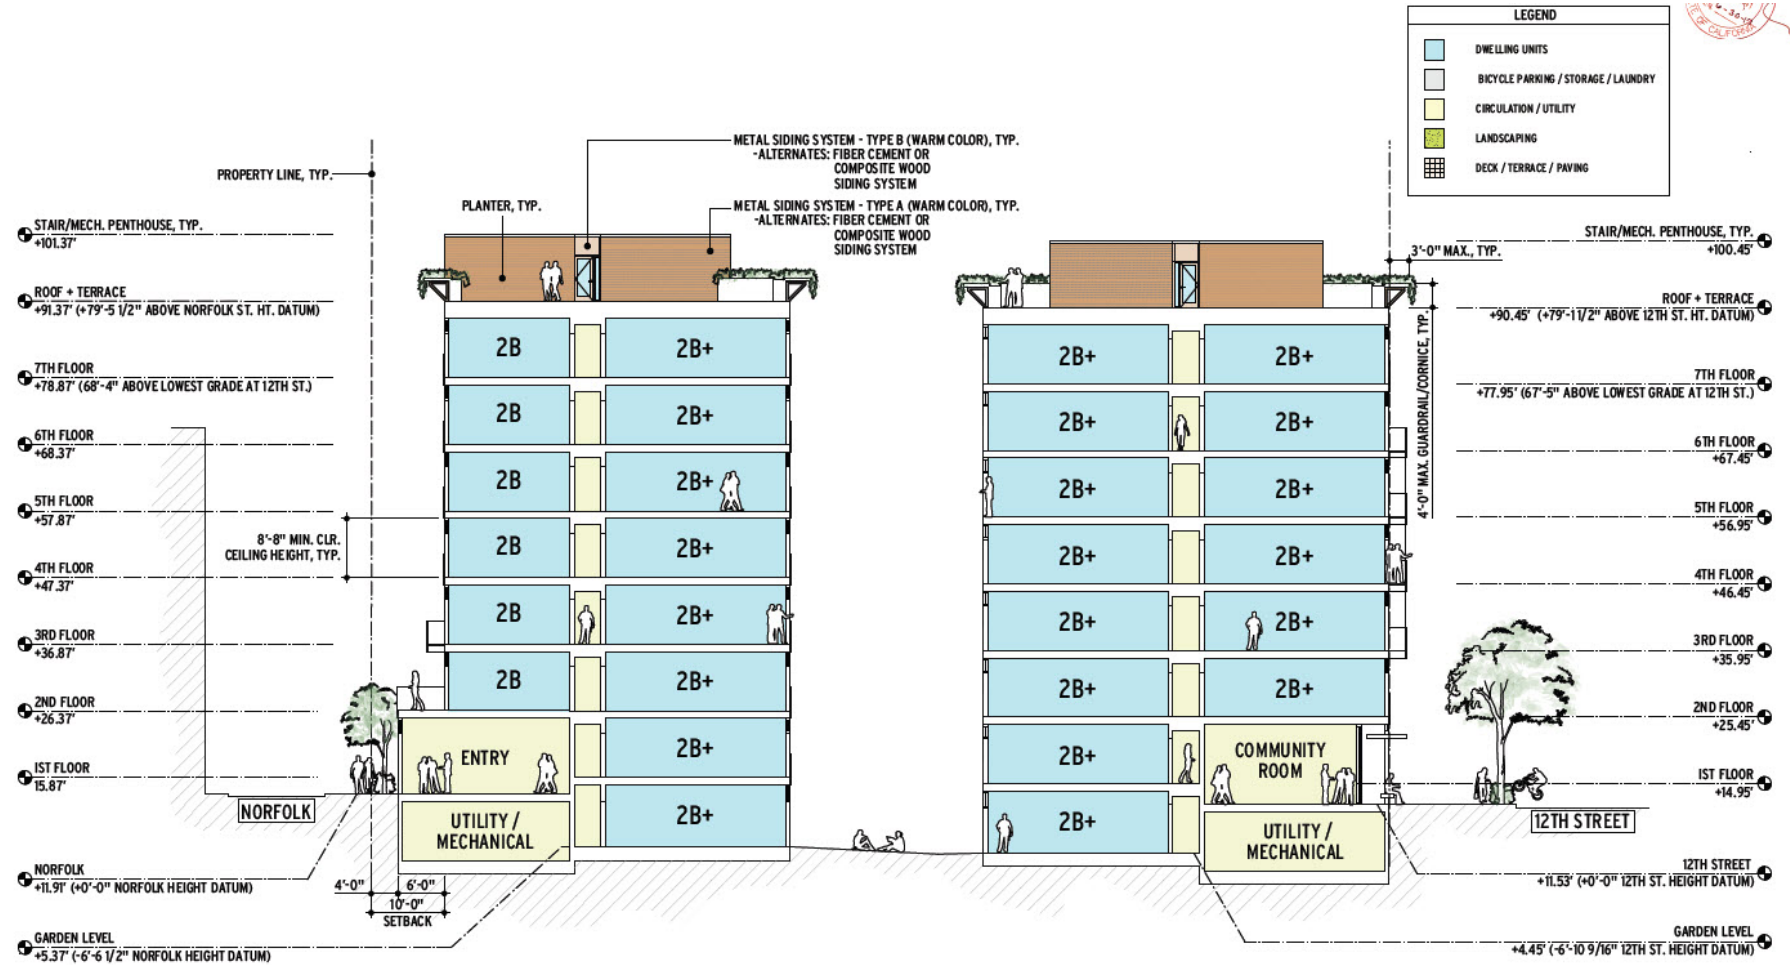 LEGEND
DWELLING UNITS
BICYCLE PARKING / STORAGE / LAUNDRY
CIRCULATION / UTILITY
LANDSCAPING
DECK / TERRACE / PAVING
OF CALIFORNIA
METAL SIDING SYSTEM - TYPE B (WARM COLOR), TYP.
-ALTERNATES: FIBER CEMENT OR
COMPOSITE WOOD
SIDING SYSTEM
PROPERTY LINE, TYP.
PLANTER, TYP.
METAL SIDING SYSTEM - TYPE A (WARM COLOR), TYP.
-ALTERNATES: FIBER CEMENT OR
COMPOSITE WOOD
SIDING SYSTEM
STAIR/MECH. PENTHOUSE, TYP.
+101.37'
ROOF + TERRACE
+91.37' (+79'-5 1/2" ABOVE NORFOLK ST. HT. DATUM)
7TH FLOOR
+78.87' (68'-4" ABOVE LOWEST GRADE AT 12TH ST.)
6TH FLOOR
+68.37'
5TH FLOOR
+57.87'
8'-8" MIN. CLR.
CEILING HEIGHT, TYP.
4TH FLOOR
+47.37'
3RD FLOOR
+36.87'
2ND FLOOR
+26.37'
1ST FLOOR
15.87'
NORFOLK
NORFOLK
+11.91' (+0'-0" NORFOLK HEIGHT DATUM)
4'-0"
6'-0"
10'-0"
SETBACK
GARDEN LEVEL
+5.37' (-6'-6 1/2" NORFOLK HEIGHT DATUM)
2B
2B+
2B
2B+
2B
2B+
2B
2B+
2B
2B+
2B
2B+
ENTRY
2B+
UTILITY /
MECHANICAL
2B+
2B+
2B+
2B+
2B+
2B+
2B+
2B+
2B+
2B+
2B+
2B+
2B+
2B+
COMMUNITY
ROOM
2B+
UTILITY /
MECHANICAL
3'-0" MAX., TYP.
4'-0" MAX. GUARDRAIL/CORNICE, TYP.
STAIR/MECH. PENTHOUSE, TYP.
+100.45'
ROOF + TERRACE
+90.45' (+79'-11/2" ABOVE 12TH ST. HT. DATUM)
7TH FLOOR
+77.95' (67'-5" ABOVE LOWEST GRADE AT 12TH ST.)
6TH FLOOR
+67.45'
5TH FLOOR
+56.95'
4TH FLOOR
+46.45'
3RD FLOOR
+35.95'
2ND FLOOR
+25.45'
1ST FLOOR
+14.95'
12TH STREET
12TH STREET
+11.53' (+0'-0" 12TH ST. HEIGHT DATUM)
GARDEN LEVEL
+4.45' (-6'-10 9/16" 12TH ST. HEIGHT DATUM)